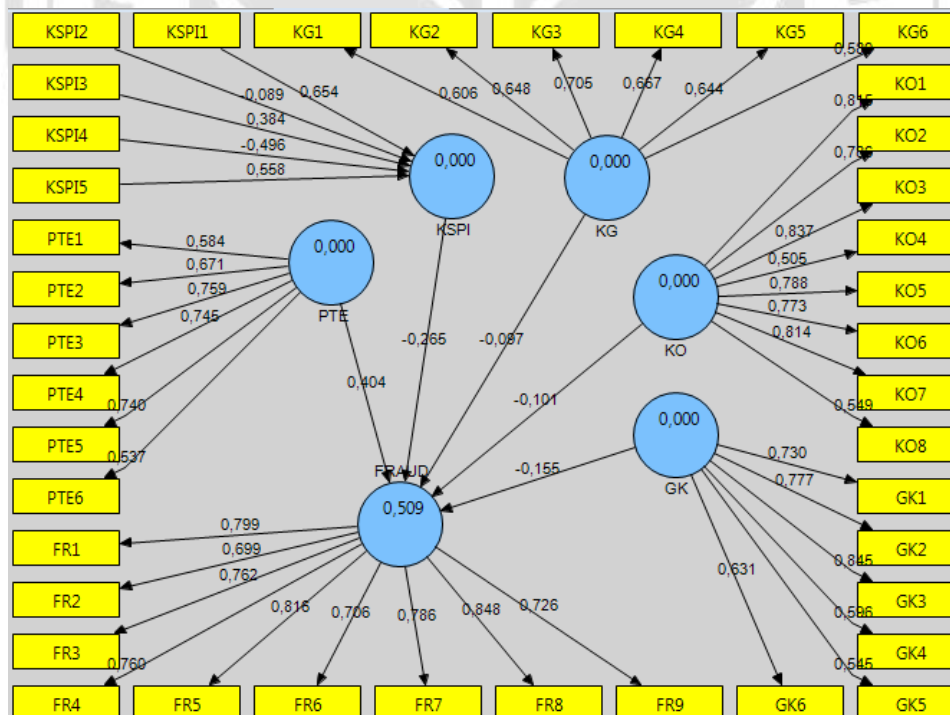 KSPI2 KSPI1 KG1 KG2 KG3 KG4 KG5 KG6
KSPI3 KO1
KSPI4 KO2
KSPI5 KO3
PTE1 KO4
PTE2 KO5
PTE3 KO6
PTE4 KO7
PTE5 KO8
PTE6 GK1
FR1 GK2
FR2 GK3
FR3 GK4
FR4 FR5 FR6 FR7 FR8 FR9 GK6 GK5
-0,089 0,654
0,384
-0,496
0,558
0,000
KSPI
0,606 0,648 0,705 0,667 0,644 0,589
0,000
KG
0,584
0,671
0,759
0,745
0,740
0,537
0,000
PTE
0,815
0,786
0,837
0,505
0,788
0,773
0,814
0,549
0,000
KO
0,404 -0,265 -0,097 -0,101 -0,155
0,000
GK
0,730
0,777
0,845
0,596
0,545
0,631
FRAUD
0,509
0,799
0,699
0,762
0,760
0,816 0,706 0,786 0,848 0,726